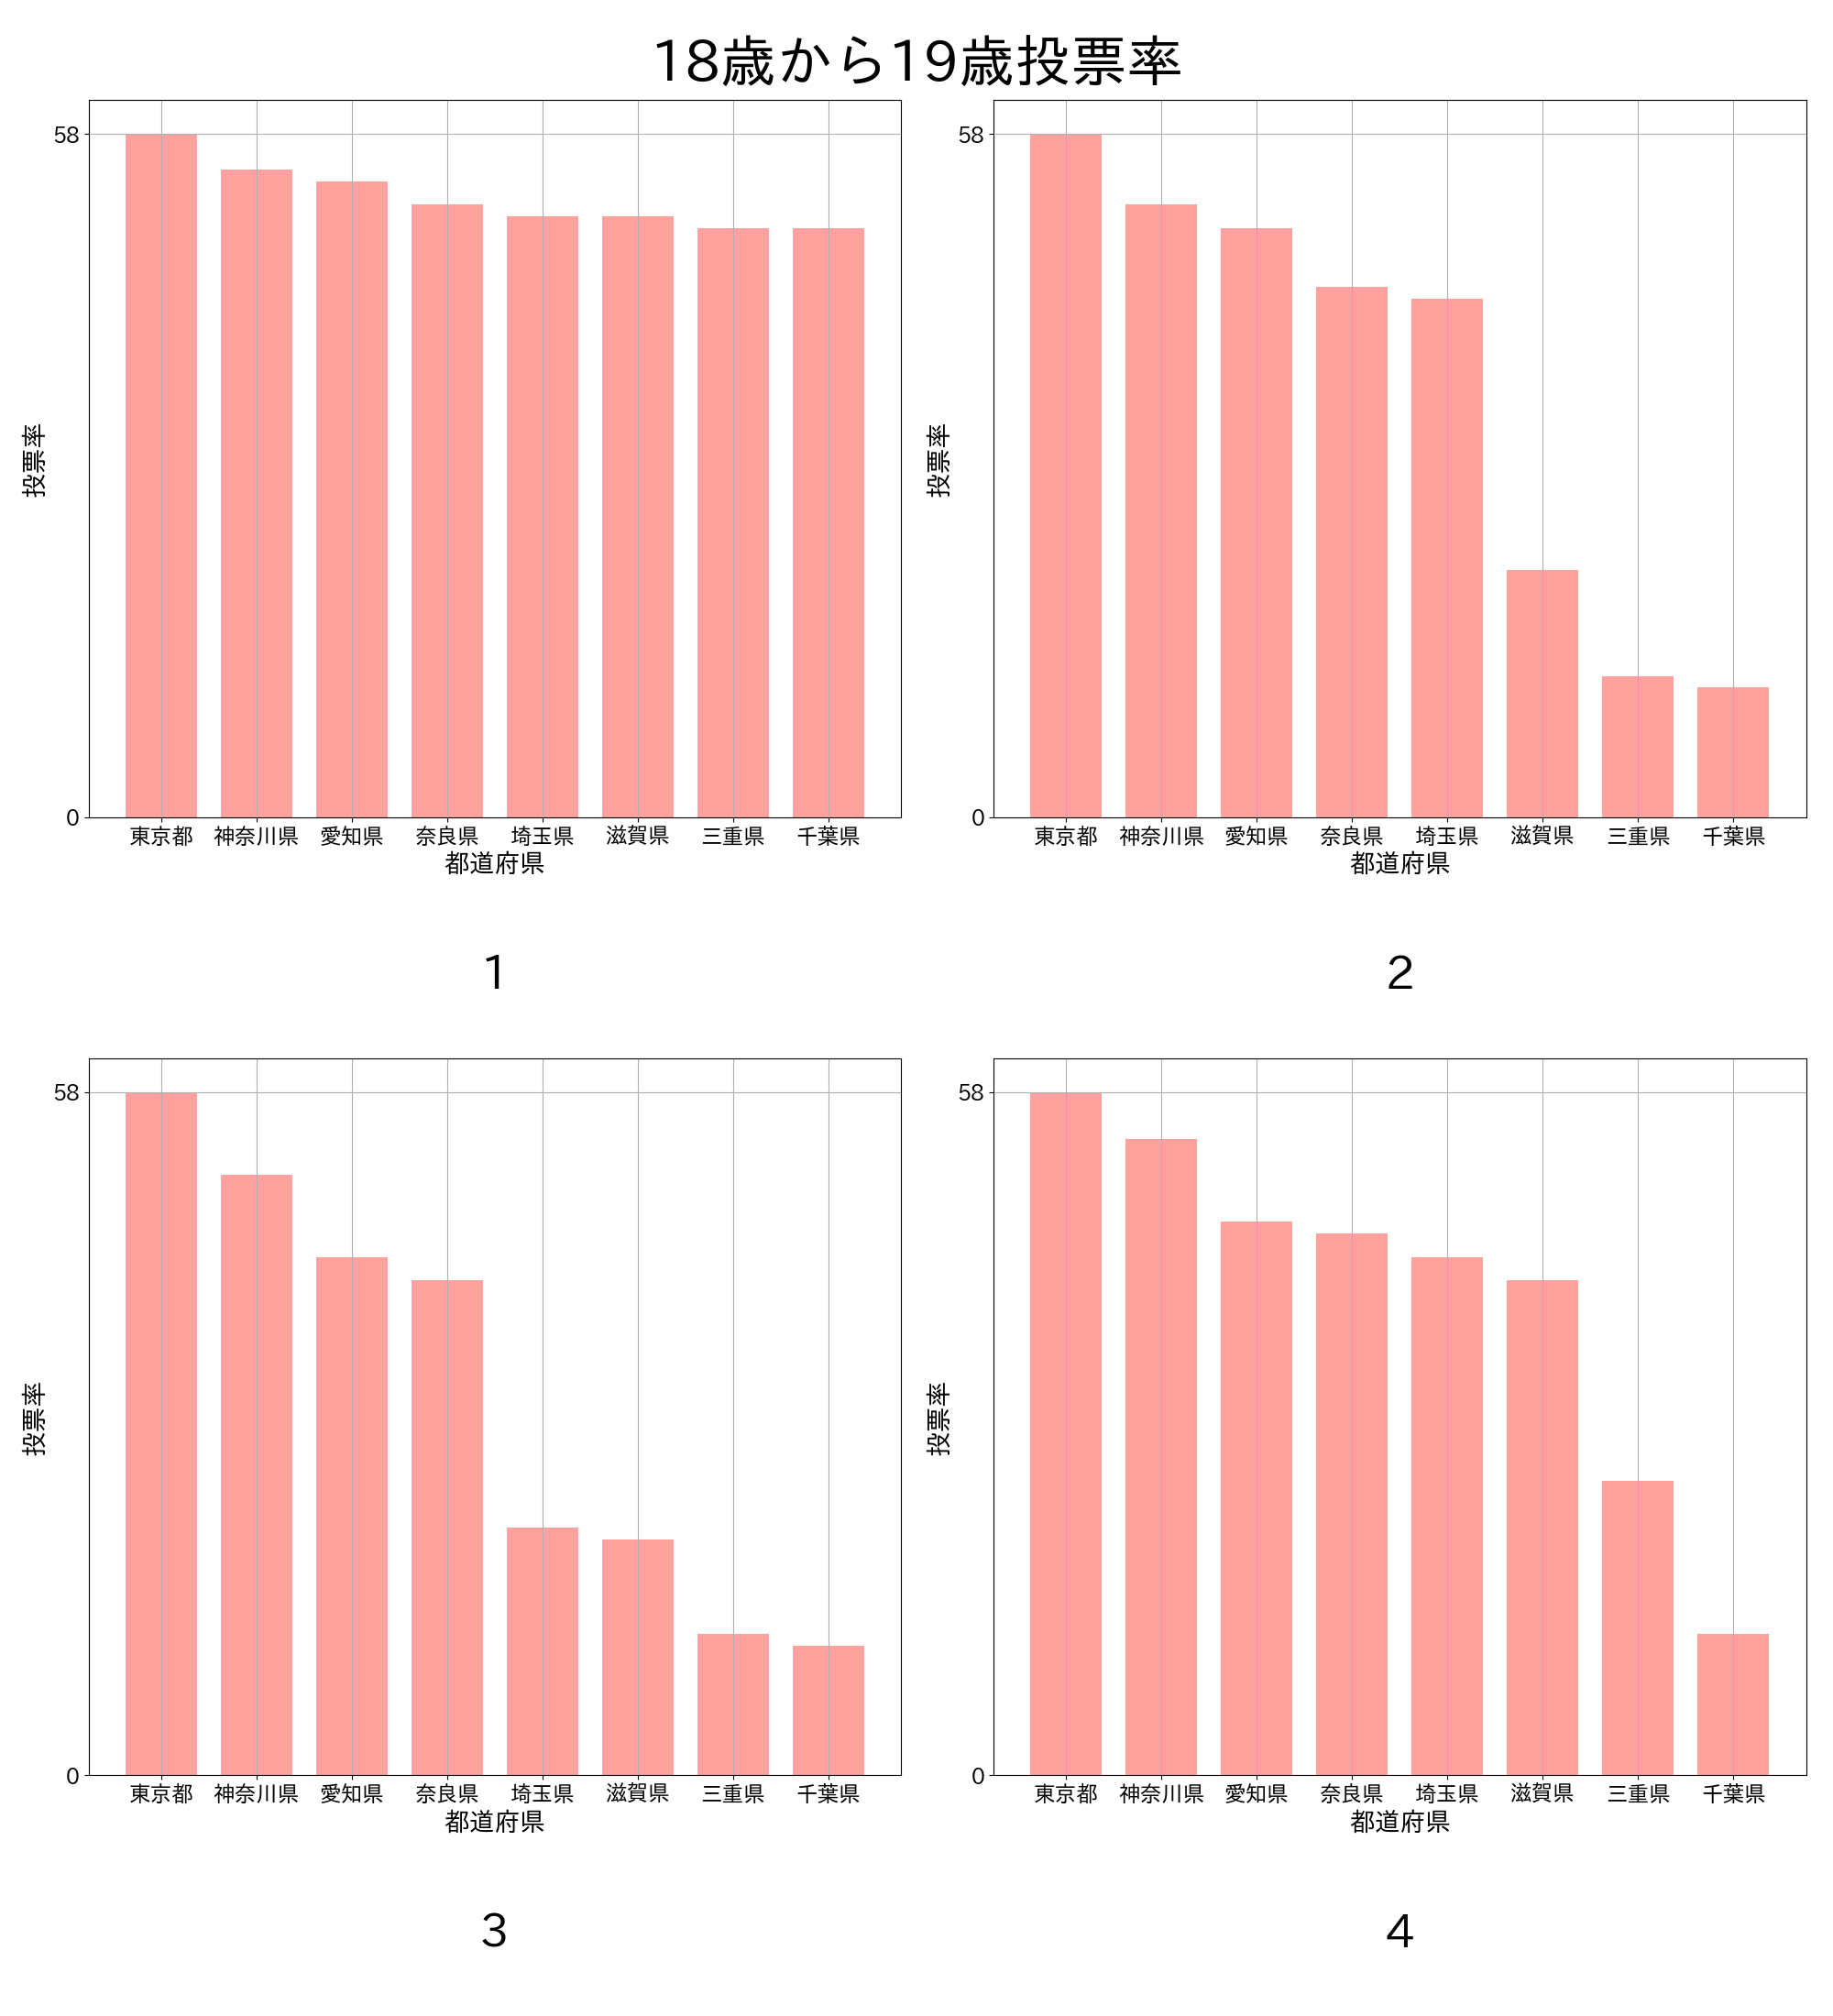 18歳から19歳投票率
58
0
投票率
東京都 神奈川県 愛知県 奈良県 埼玉県 滋賀県 三重県 千葉県
都道府県
1
58
0
投票率
東京都 神奈川県 愛知県 奈良県 埼玉県 滋賀県 三重県 千葉県
都道府県
2
58
0
投票率
東京都 神奈川県 愛知県 奈良県 埼玉県 滋賀県 三重県 千葉県
都道府県
3
58
0
投票率
東京都 神奈川県 愛知県 奈良県 埼玉県 滋賀県 三重県 千葉県
都道府県
4